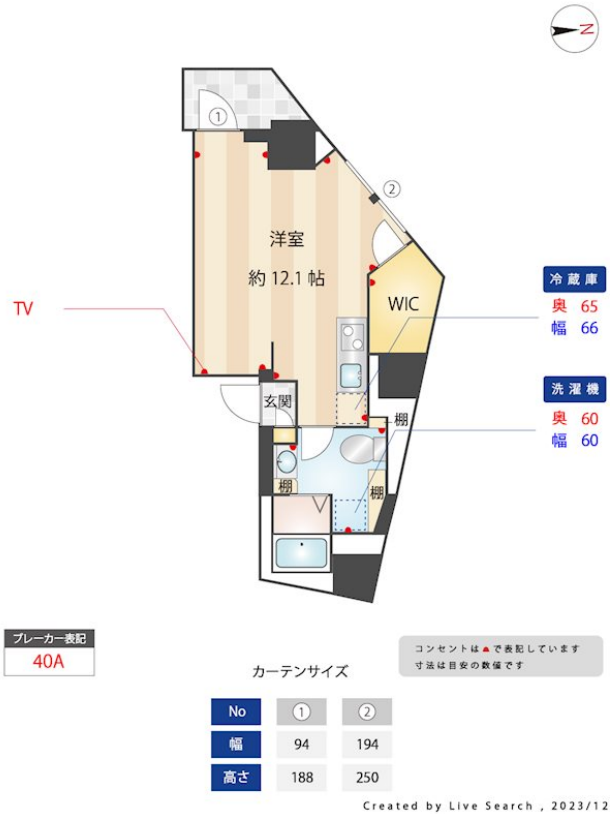 N
①
②
洋室
約 12.1 帖
WIC
TV
冷蔵庫
奥 65
幅 66
玄関
洗濯機
奥 60
幅 60
棚
棚
棚
ブレーカー表記
40A
コンセントは で表記しています
寸法は目安の数値です
カーテンサイズ
No ① ②
幅 94 194
高さ 188 250
Created by Live Search , 2023/12